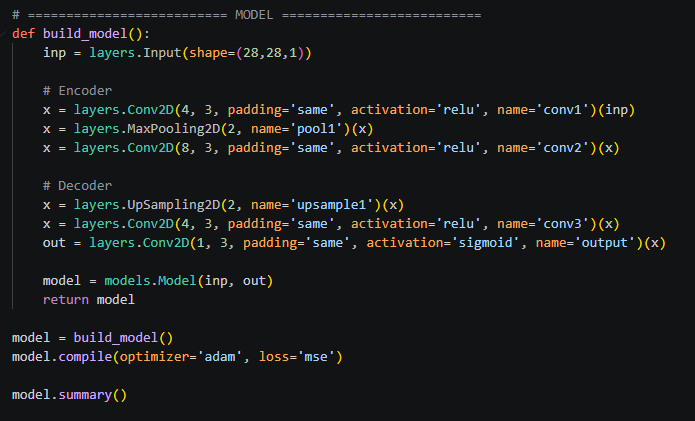 # ========================== MODEL ==========================
def build_model():
    inp = layers.Input(shape=(28,28,1))

    # Encoder
    x = layers.Conv2D(4, 3, padding='same', activation='relu', name='conv1')(inp)
    x = layers.MaxPooling2D(2, name='pool1')(x)
    x = layers.Conv2D(8, 3, padding='same', activation='relu', name='conv2')(x)

    # Decoder
    x = layers.UpSampling2D(2, name='upsample1')(x)
    x = layers.Conv2D(4, 3, padding='same', activation='relu', name='conv3')(x)
    out = layers.Conv2D(1, 3, padding='same', activation='sigmoid', name='output')(x)

    model = models.Model(inp, out)
    return model

model = build_model()
model.compile(optimizer='adam', loss='mse')

model.summary()